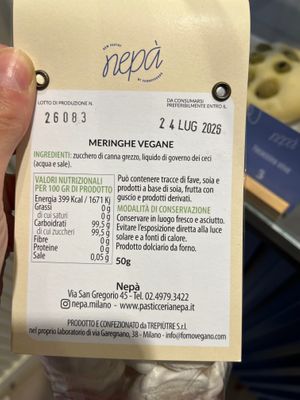 NON PASTRY
nepà
BY FORNOVEGANO
LOTTO DI PRODUZIONE N.
DA CONSUMARSI
PREFERIBILMENTE ENTRO IL
26083
24 LUG 2026
MERINGHE VEGANE
INGREDIENTI: zucchero di canna grezzo, liquido di governo dei ceci
(acqua e sale).
VALORI NUTRIZIONALI
PER 100 GR DI PRODOTTO
Energia 399 Kcal / 1671 Kj
Grassi 0 g
di cui saturi 0 g
Carboidrati 99,5 g
di cui zuccheri 99,5 g
Fibre 0 g
Proteine 0 g
Sale 0,05 g
Può contenere tracce di fave, soia e
prodotti a base di soia, frutta con
guscio e prodotti derivati.
MODALITÀ DI CONSERVAZIONE
Conservare in luogo fresco e asciutto.
Evitare l'esposizione diretta alla luce
solare e a fonti di calore.
Prodotto dolciario da forno.
50g
Nepà
Via San Gregorio 45 - Tel. 02.4979.3422
nepa.milano - www.pasticcerianepa.it
PRODOTTO E CONFEZIONATO da TREPIÙTRE S.r.l.
nel proprio laboratorio di via Garegnano, 38 - Milano - info@fornovegano.com